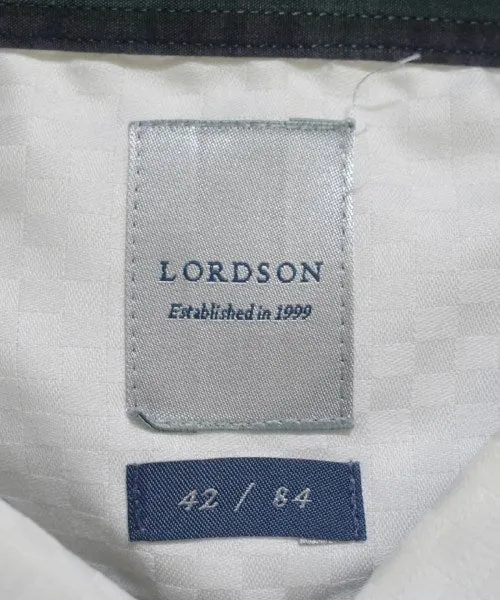 LORDSON
Established in 1999
42 / 84